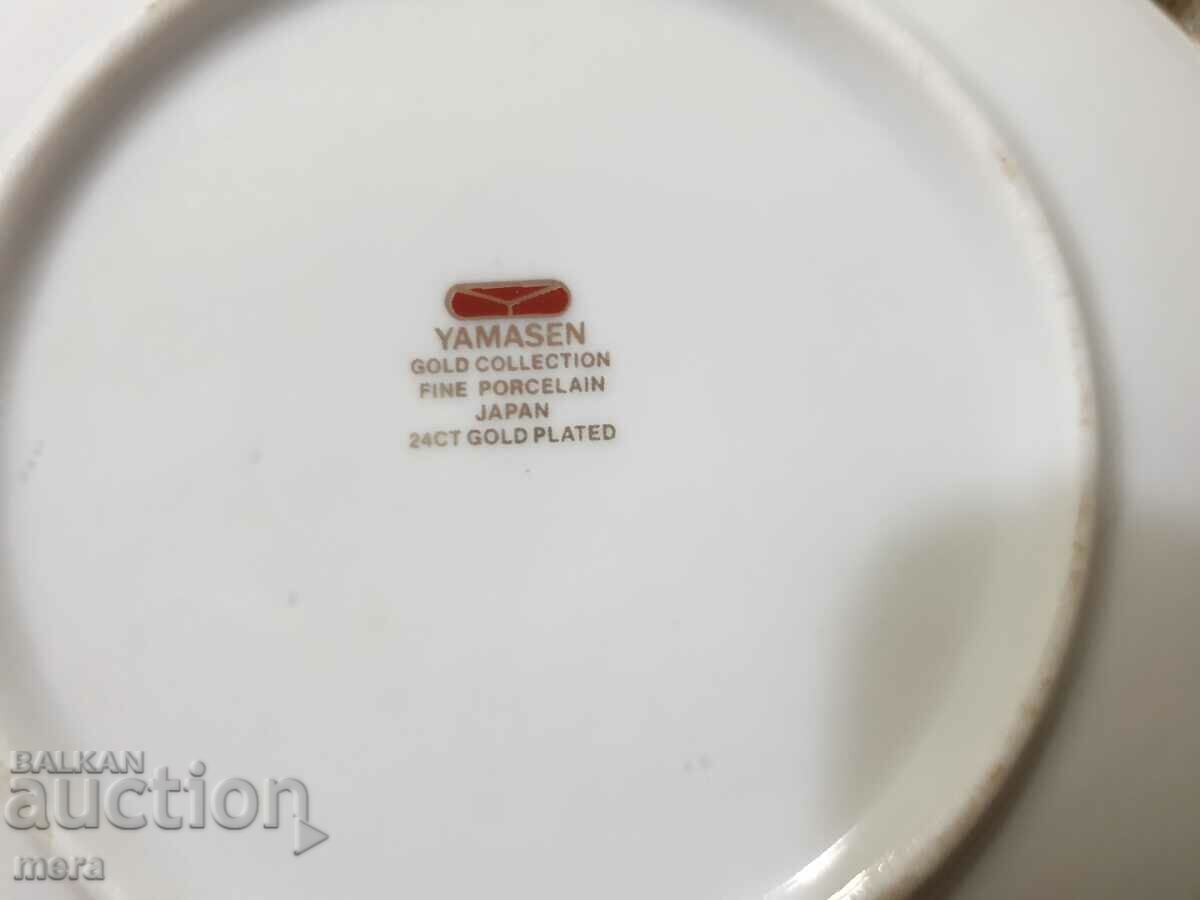 YAMASEN
GOLD COLLECTION
FINE PORCELAIN
JAPAN
24CT GOLD PLATED
BALKAN
auction
mera